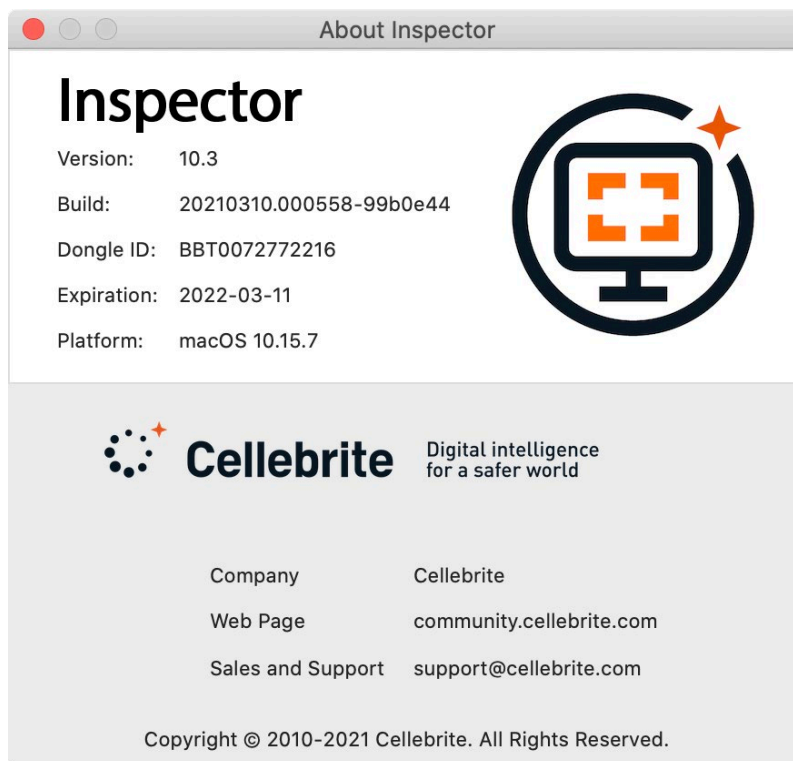 About Inspector
Inspector
Version: 10.3
Build: 20210310.000558-99b0e44
Dongle ID: BBT0072772216
Expiration: 2022-03-11
Platform: macOS 10.15.7
Cellebrite
Digital intelligence
for a safer world
Company Cellebrite
Web Page community.cellebrite.com
Sales and Support support@cellebrite.com
Copyright © 2010-2021 Cellebrite. All Rights Reserved.